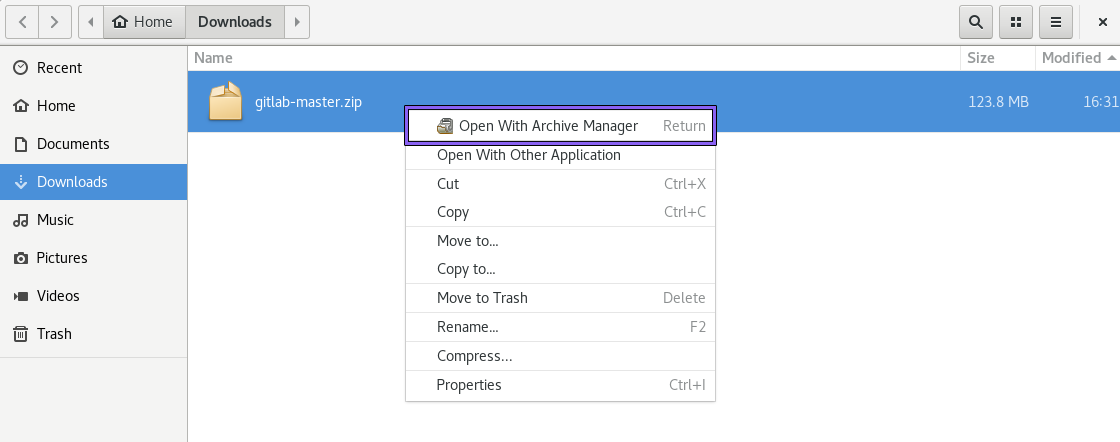 Home Downloads
Name Size Modified
Recent
Home
Documents
Downloads
Music
Pictures
Videos
Trash
gitlab-master.zip 123.8 MB 16:31
Open With Archive Manager Return
Open With Other Application
Cut Ctrl+X
Copy Ctrl+C
Move to...
Copy to...
Move to Trash Delete
Rename... F2
Compress...
Properties Ctrl+I